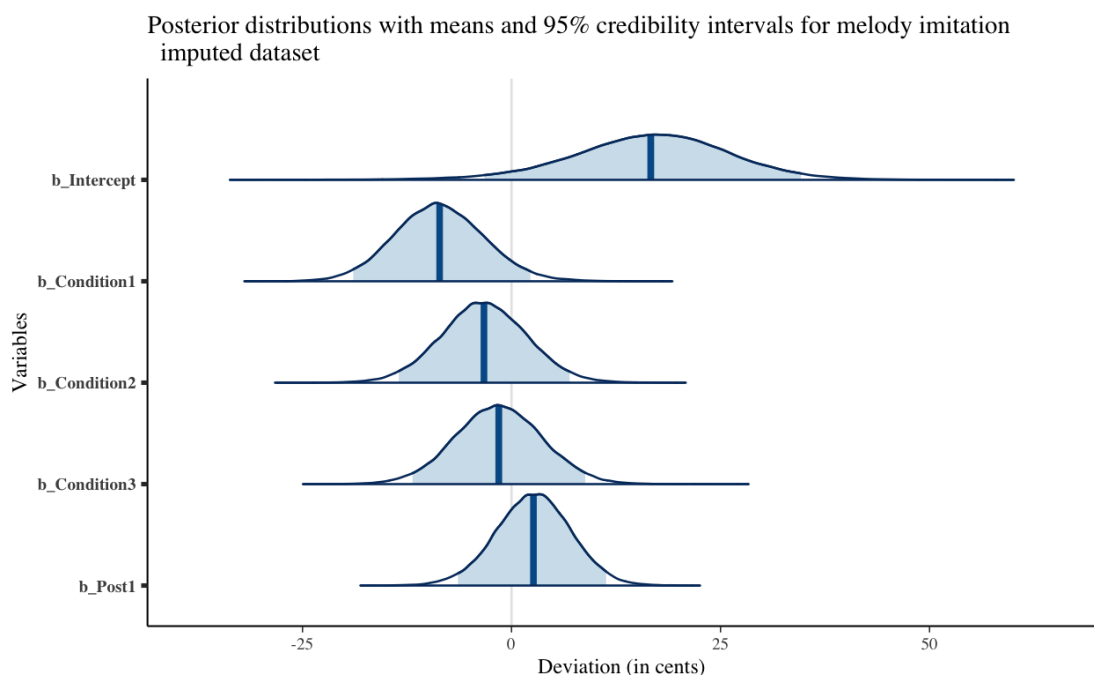 Posterior distributions with means and 95% credibility intervals for melody imitation
imputed dataset
b_Intercept
b_Condition1
b_Condition2
b_Condition3
b_Post1
Variables
-25
0
25
50
Deviation (in cents)